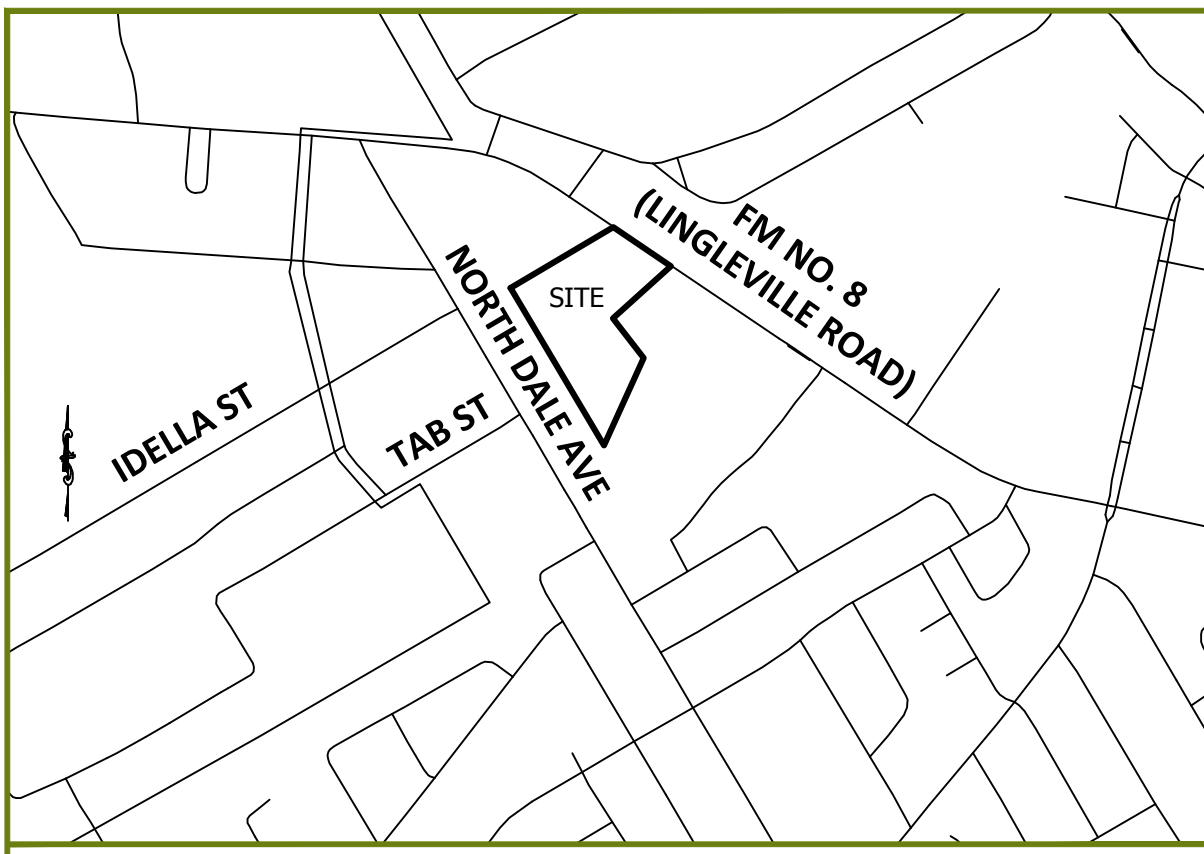 FM NO. 8
(LINGLEVILLE ROAD)
SITE
NORTH DALE AVE
IDELLA ST
TAB ST